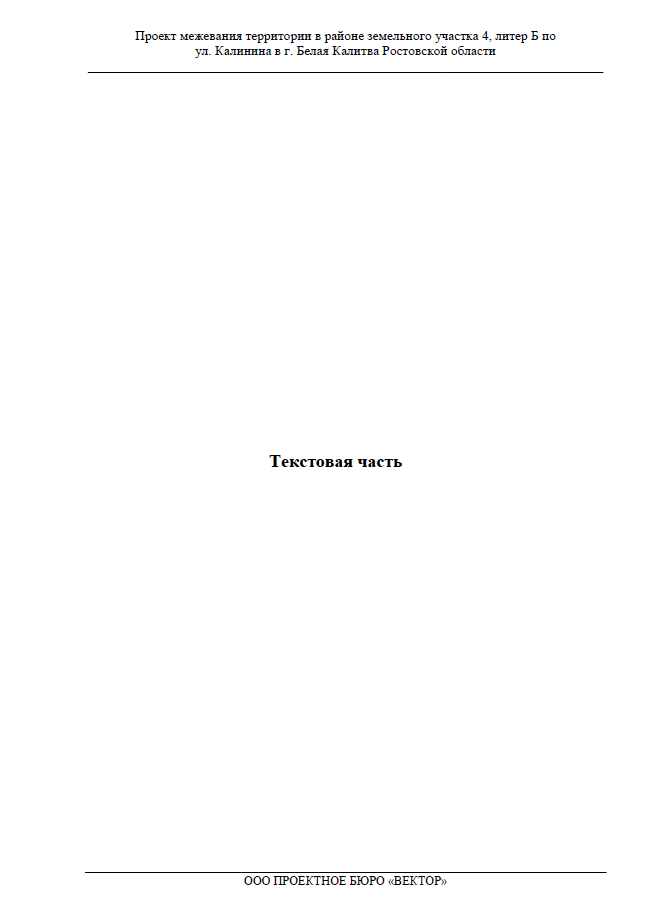 Проект межевания территории в районе земельного участка 4, литер Б по
ул. Калинина в г. Белая Калитва Ростовской области
Текстовая часть
ООО ПРОЕКТНОЕ БЮРО «ВЕКТОР»